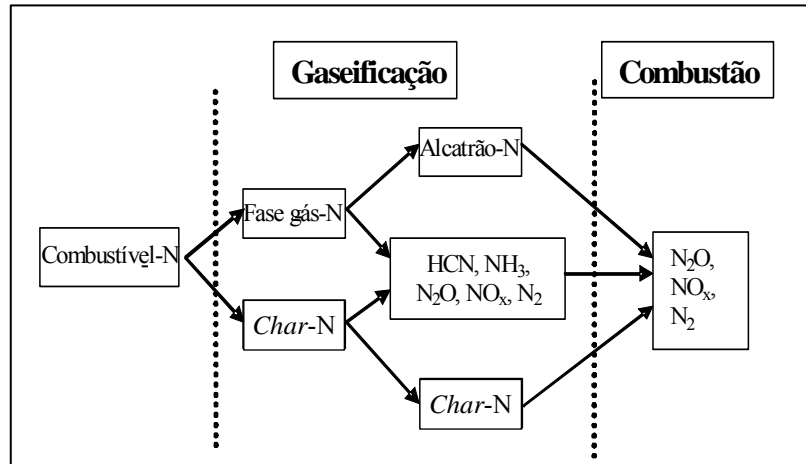 Gaseificação
Combustão
Alcatrão-N
Fase gás-N
Combustível-N
HCN, NH₃,
N₂O, NOₓ, N₂
N₂O,
NOₓ,
N₂
Char-N
Char-N